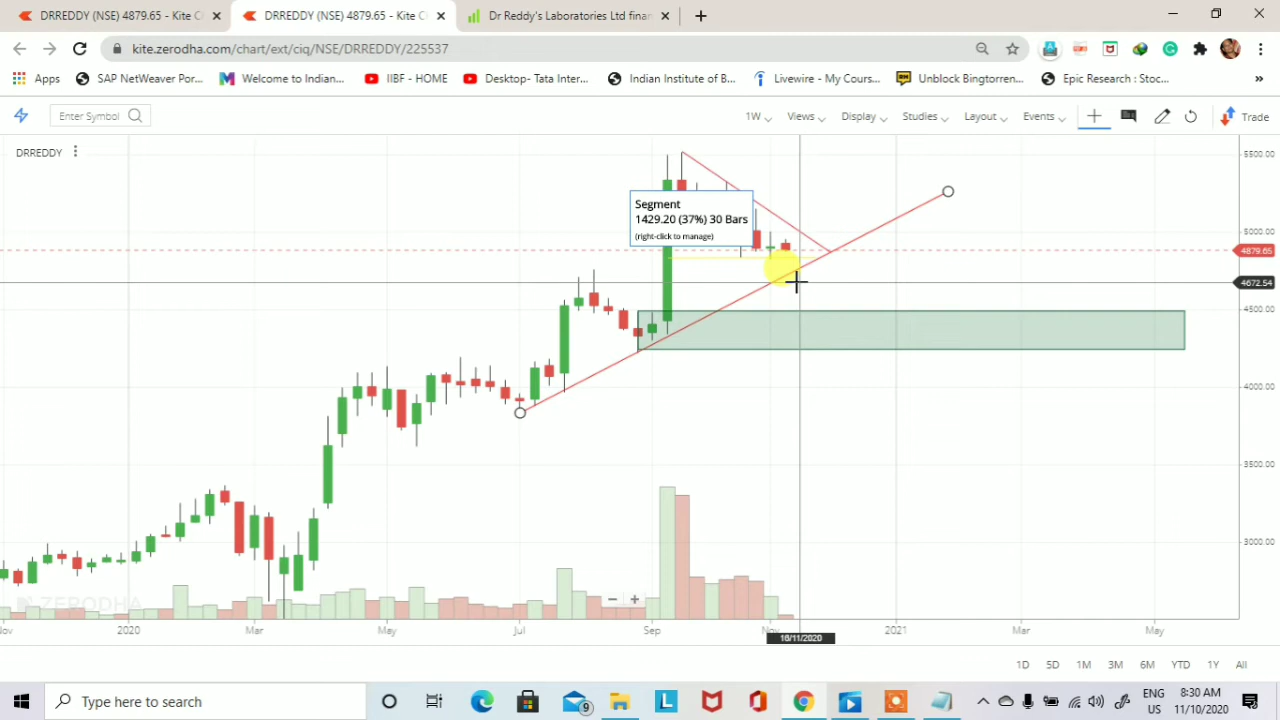 DRREDDY (NSE) 4879.65 - Kite C
DRREDDY (NSE) 4879.65 - Kite C
Dr Reddy's Laboratories Ltd finan
kite.zerodha.com/chart/ext/ciq/NSE/DRREDDY/225537
Apps
SAP NetWeaver Por...
Welcome to Indian...
IIBF - HOME
Desktop- Tata Inter...
Indian Institute of B...
Livewire - My Cours...
Unblock Bingtorren...
Epic Research : Stoc...
»
Enter Symbol
1W
Views
Display
Studies
Layout
Events
Trade
DRREDDY
Segment
1429.20 (37%) 30 Bars
(right-click to manage)
5500.00
5000.00
4879.65
4672.54
4500.00
4000.00
3500.00
3000.00
ZERODHA
Nov
2020
Mar
May
Jul
Sep
Nov
2021
Mar
May
16/11/2020
1D
5D
1M
3M
6M
YTD
1Y
All
Type here to search
9
ENG
US
8:30 AM
11/10/2020